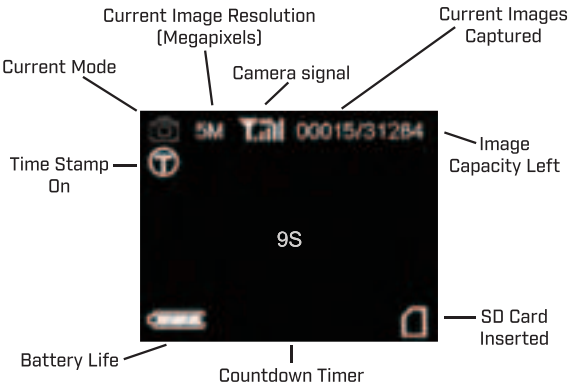 Current Image Resolution
(Megapixels)
Current Images
Captured
Current Mode
Camera signal
5M
00015/31284
Image
Capacity Left
Time Stamp
On
T
9S
SD Card
Inserted
Battery Life
Countdown Timer